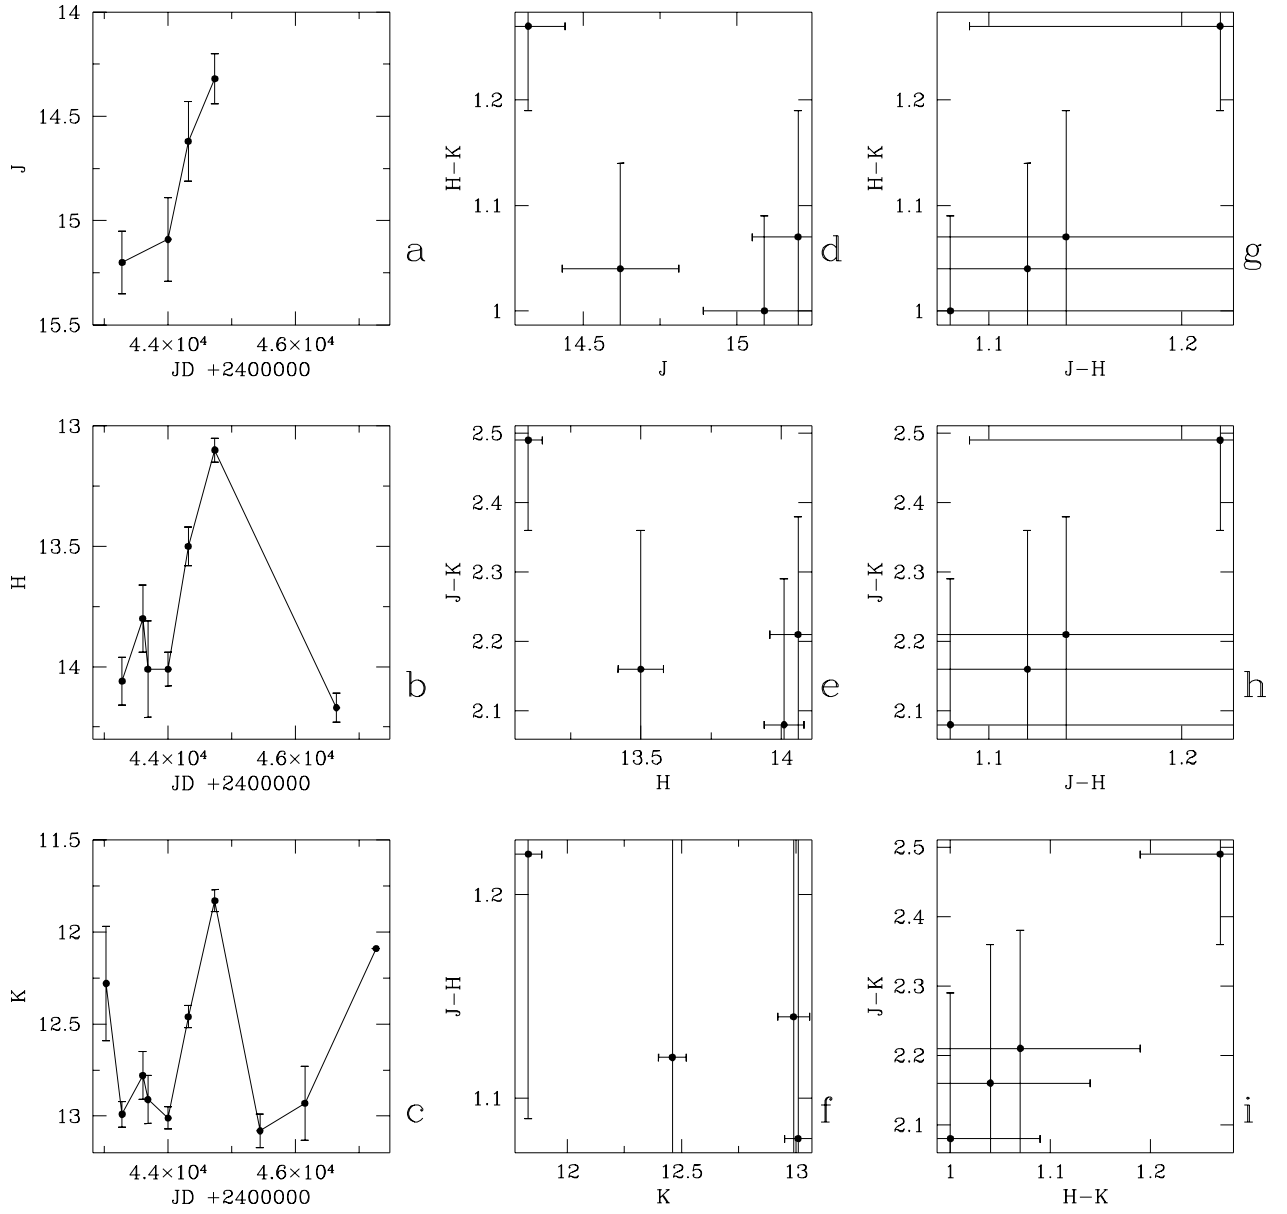 14
14.5
15
15.5
J
4.4×10⁴ 4.6×10⁴
JD +2400000
a
1.2
1.1
1
H-K
14.5 15
J
d
1.2
1.1
1
H-K
1.1 1.2
J-H
g
13
13.5
14
H
4.4×10⁴ 4.6×10⁴
JD +2400000
b
2.5
2.4
2.3
2.2
2.1
J-K
13.5 14
H
e
2.5
2.4
2.3
2.2
2.1
J-K
1.1 1.2
J-H
h
11.5
12
12.5
13
K
4.4×10⁴ 4.6×10⁴
JD +2400000
c
1.2
1.1
J-H
12 12.5 13
K
f
2.5
2.4
2.3
2.2
2.1
J-K
1 1.1 1.2
H-K
i